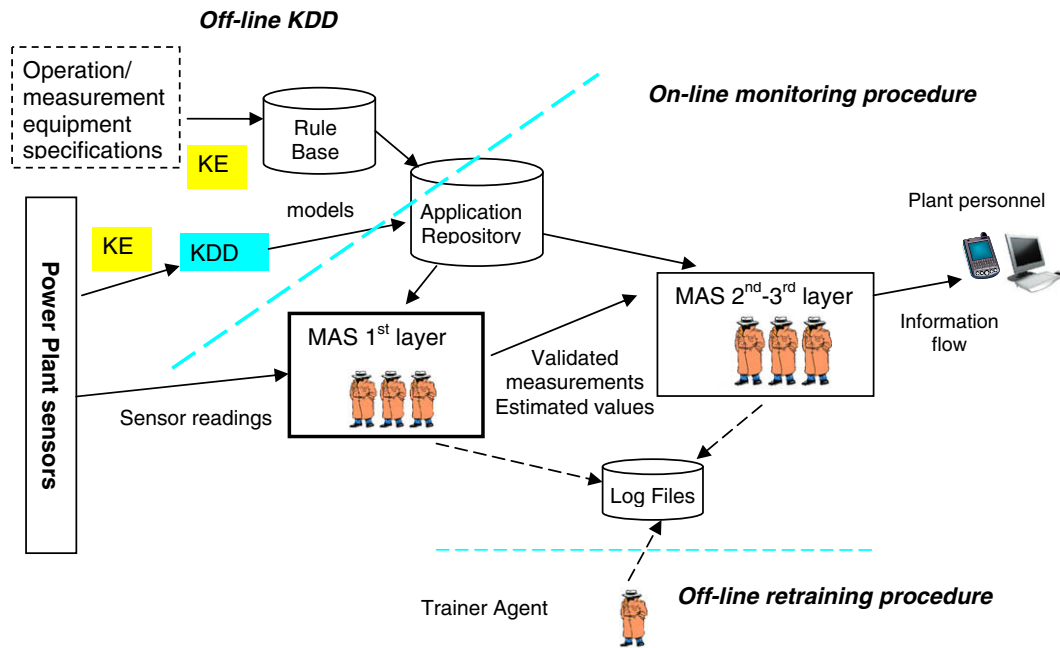 Off-line KDD
Operation/
measurement
equipment
specifications
Rule
Base
KE
On-line monitoring procedure
KE
KDD
models
Application
Repository
Plant personnel
Power Plant sensors
MAS 1st layer
MAS 2nd-3rd layer
Information
flow
Sensor readings
Validated
measurements
Estimated values
Log Files
Trainer Agent
Off-line retraining procedure